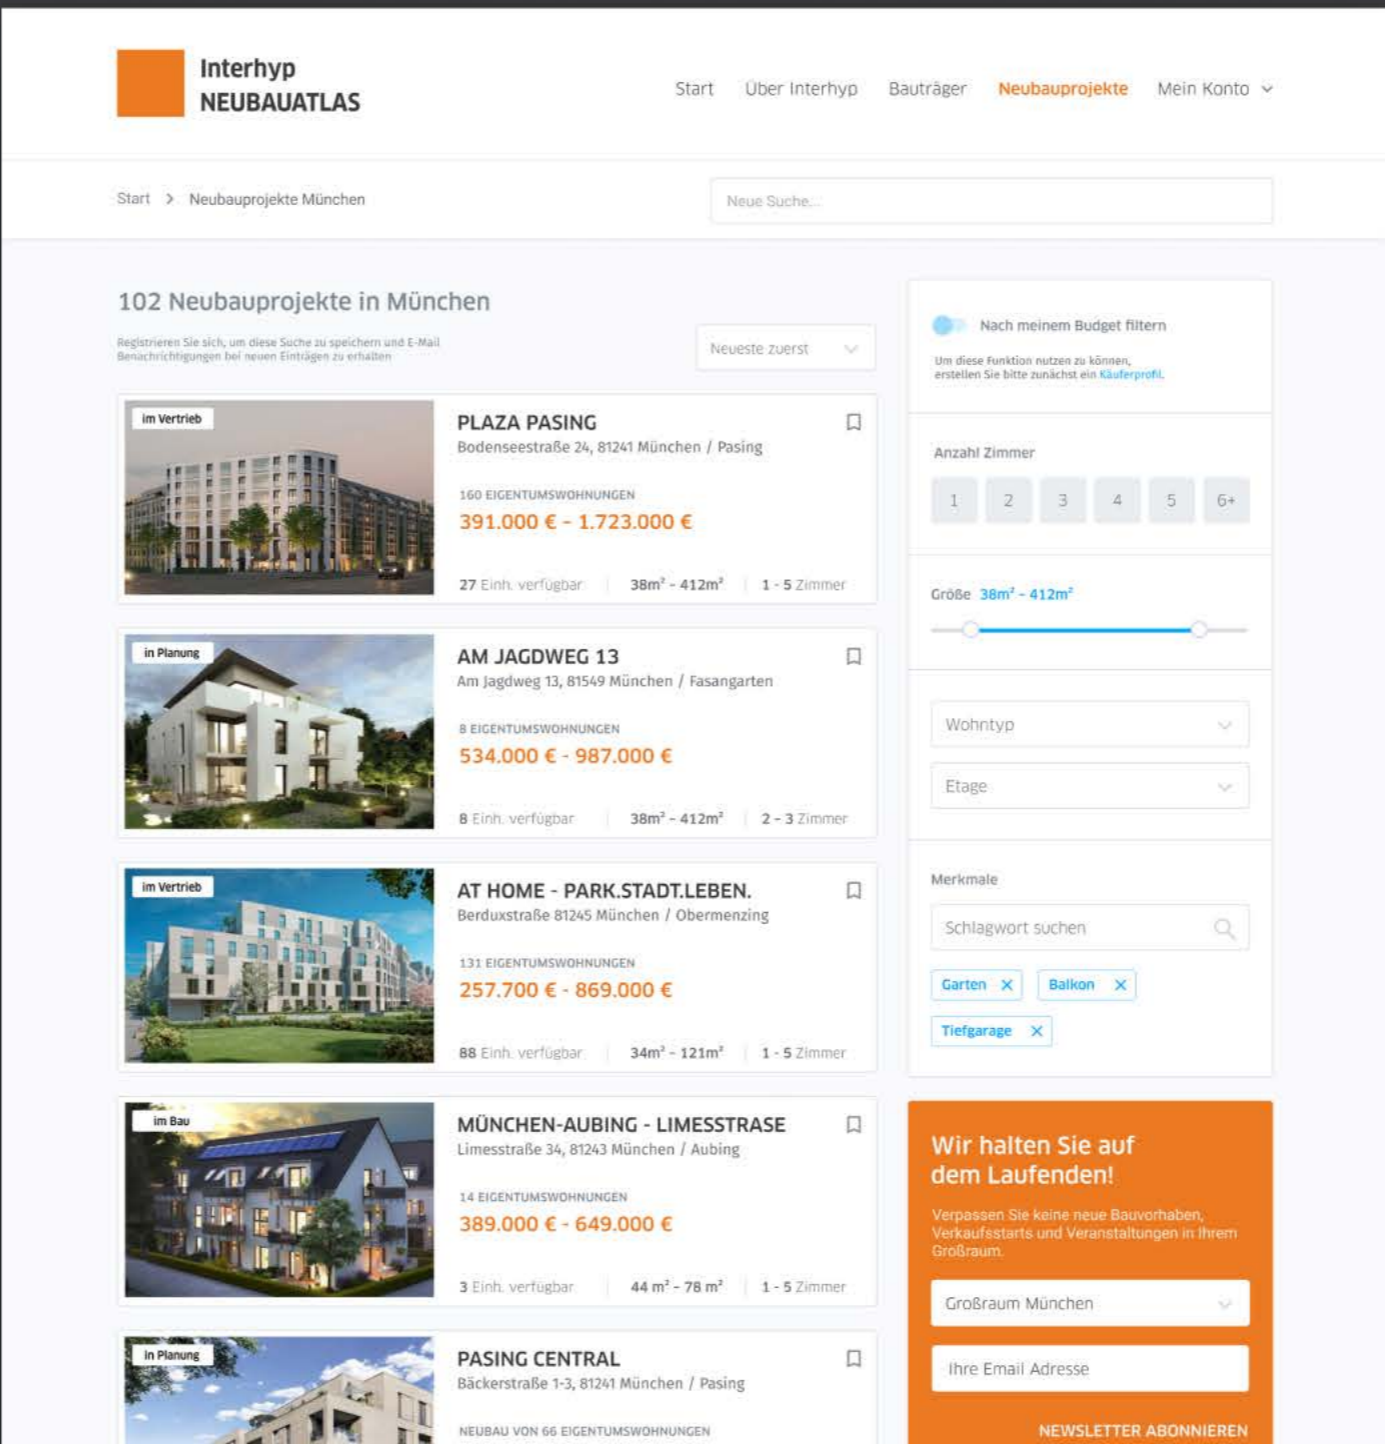 Interhyp
NEUBAUATLAS
Start Über Interhyp Bauträger Neubauprojekte Mein Konto
Start > Neubauprojekte München
Neue Suche...
102 Neubauprojekte in München
Registrieren Sie sich, um diese Suche zu speichern und E-Mail
Benachrichtigungen bei neuen Einträgen zu erhalten
Neueste zuerst
im Vertrieb
PLAZA PASING
Bodenseestraße 24, 81241 München / Pasing
160 EIGENTUMSWOHNUNGEN
391.000 € - 1.723.000 €
27 Einh. verfügbar 38m² - 412m² 1 - 5 Zimmer
in Planung
AM JAGDWEG 13
Am Jagdweg 13, 81549 München / Fasangarten
8 EIGENTUMSWOHNUNGEN
534.000 € - 987.000 €
8 Einh. verfügbar 38m² - 412m² 2 - 3 Zimmer
im Vertrieb
AT HOME - PARK.STADT.LEBEN.
Berduxstraße 81245 München / Obermenzing
131 EIGENTUMSWOHNUNGEN
257.700 € - 869.000 €
88 Einh. verfügbar 34m² - 121m² 1 - 5 Zimmer
im Bau
MÜNCHEN-AUBING - LIMESSTRASE
Limesstraße 34, 81243 München / Aubing
14 EIGENTUMSWOHNUNGEN
389.000 € - 649.000 €
3 Einh. verfügbar 44 m² - 78 m² 1 - 5 Zimmer
in Planung
PASING CENTRAL
Bäckerstraße 1-3, 81241 München / Pasing
NEUBAU VON 66 EIGENTUMSWOHNUNGEN
Nach meinem Budget filtern
Um diese Funktion nutzen zu können,
erstellen Sie bitte zunächst ein Käuferprofil.
Anzahl Zimmer
1 2 3 4 5 6+
Größe 38m² - 412m²
Wohntyp
Etage
Merkmale
Schlagwort suchen
Garten × Balkon ×
Tiefgarage ×
Wir halten Sie auf
dem Laufenden!
Verpassen Sie keine neue Bauvorhaben,
Verkaufsstarts und Veranstaltungen in Ihrem
Großraum.
Großraum München
Ihre Email Adresse
NEWSLETTER ABONNIEREN